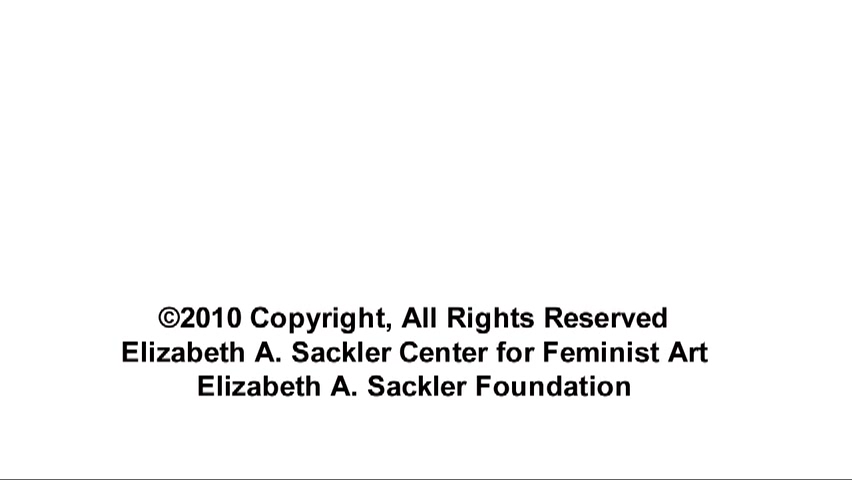 ©2010 Copyright, All Rights Reserved
Elizabeth A. Sackler Center for Feminist Art
Elizabeth A. Sackler Foundation